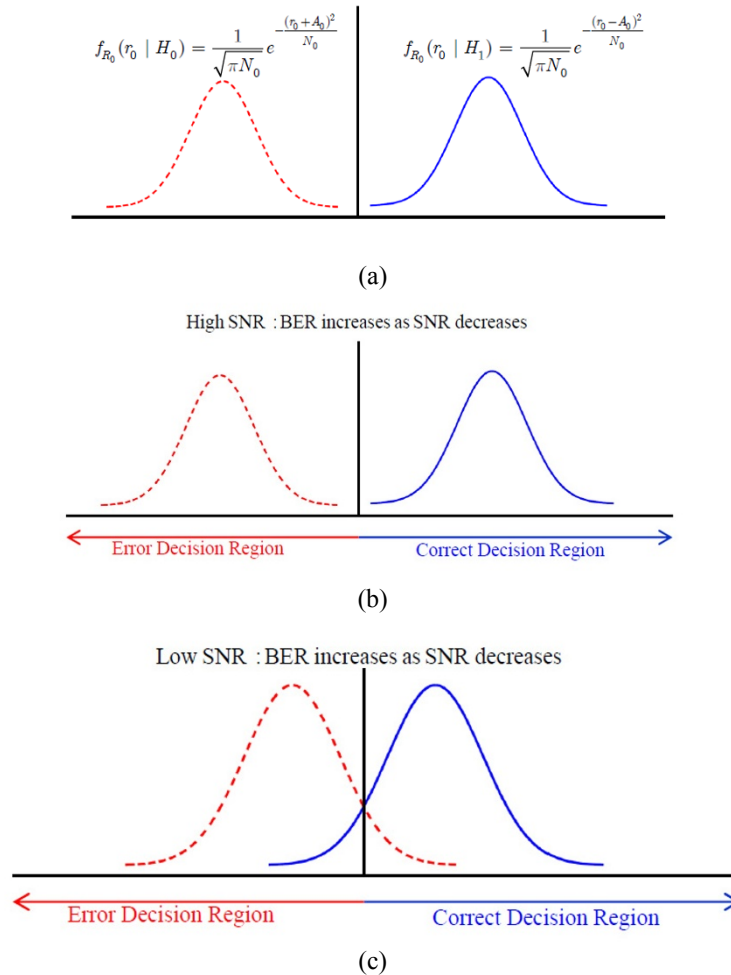 f_{R_0}(r_0 | H_0) = \frac{1}{\sqrt{\pi N_0}} e^{-\frac{(r_0+A_0)^2}{N_0}} f_{R_0}(r_0 | H_1) = \frac{1}{\sqrt{\pi N_0}} e^{-\frac{(r_0-A_0)^2}{N_0}}
(a)
High SNR : BER increases as SNR decreases
Error Decision Region Correct Decision Region
(b)
Low SNR : BER increases as SNR decreases
Error Decision Region Correct Decision Region
(c)